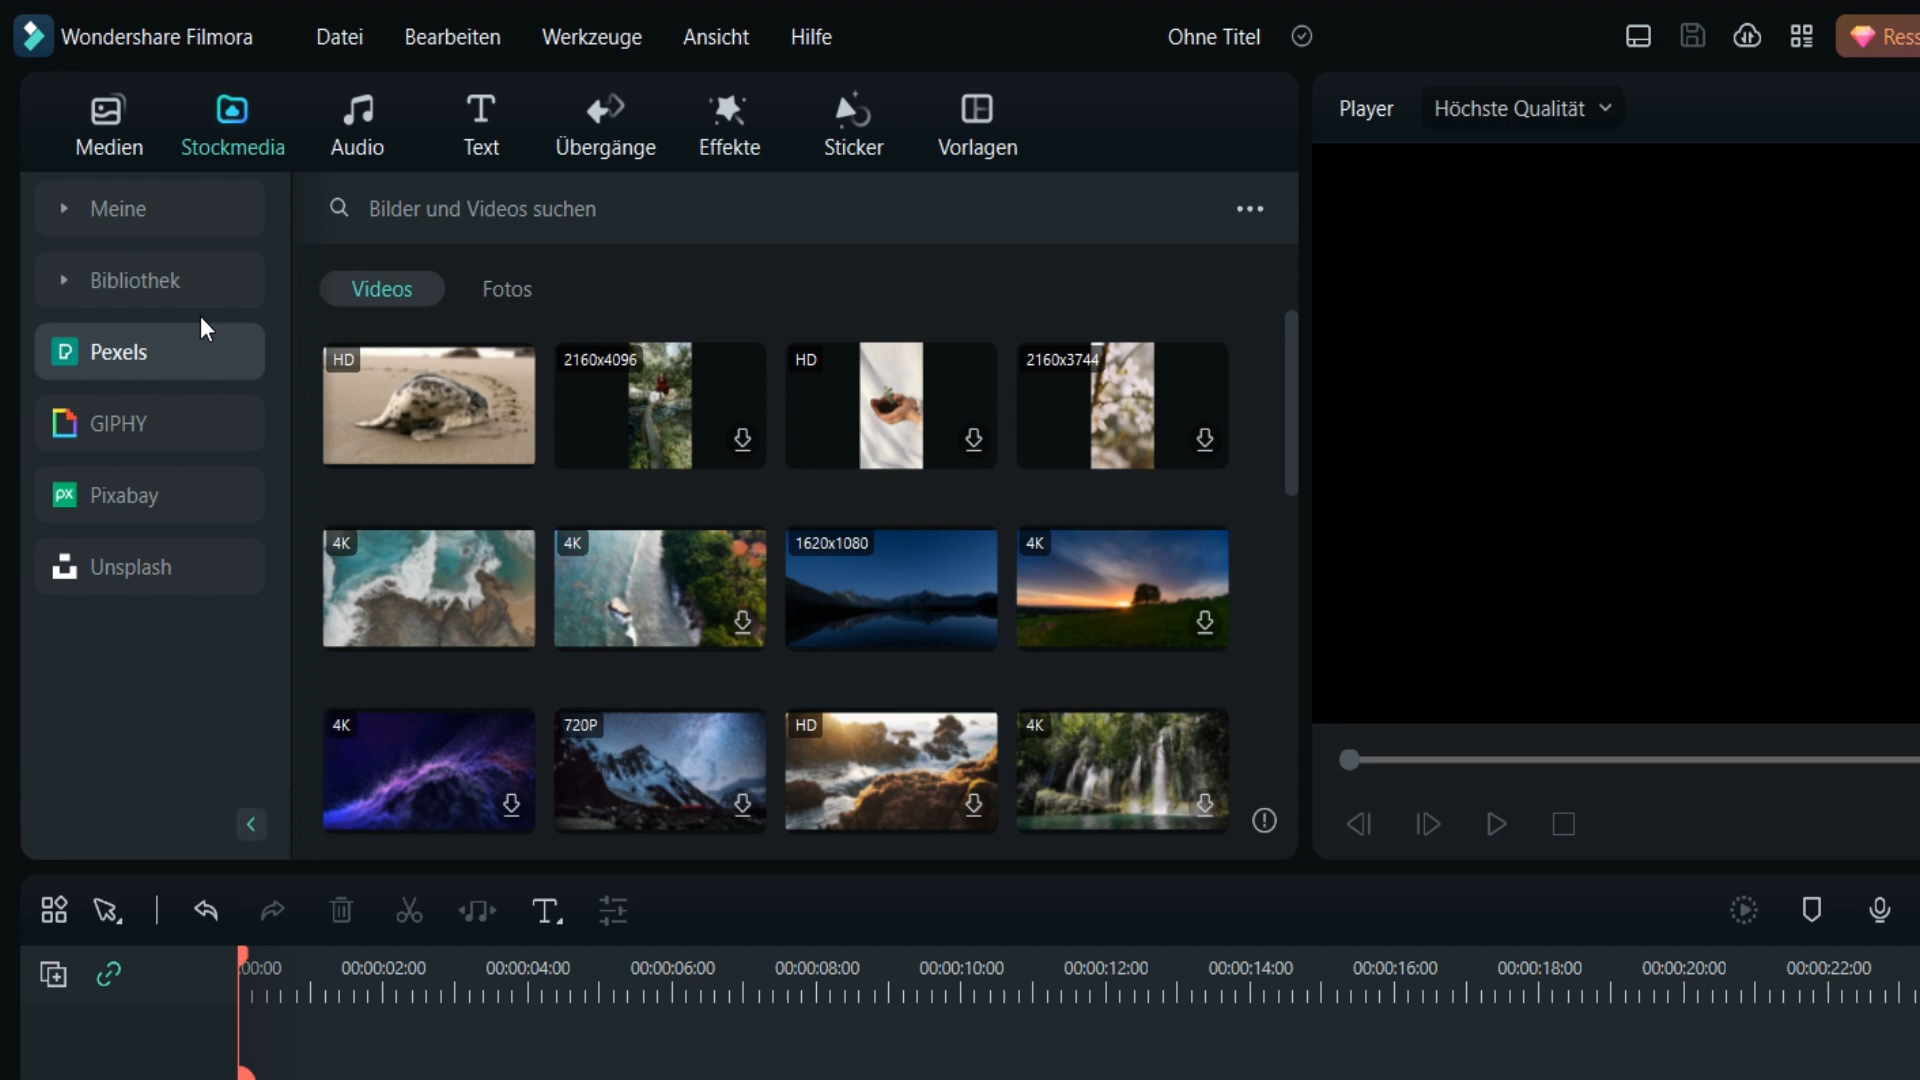 Wondershare Filmora
Datei
Bearbeiten
Werkzeuge
Ansicht
Hilfe
Ohne Titel
Ress
Medien
Stockmedia
Audio
Text
Übergänge
Effekte
Sticker
Vorlagen
Player
Höchste Qualität
Meine
Bibliothek
Pexels
GIPHY
px Pixabay
Unsplash
Bilder und Videos suchen
Videos
Fotos
HD
2160x4096
HD
2160x3744
4K
4K
1620x1080
4K
4K
720P
HD
4K
:00:00
00:00:02:00
00:00:04:00
00:00:06:00
00:00:08:00
00:00:10:00
00:00:12:00
00:00:14:00
00:00:16:00
00:00:18:00
00:00:20:00
00:00:22:00